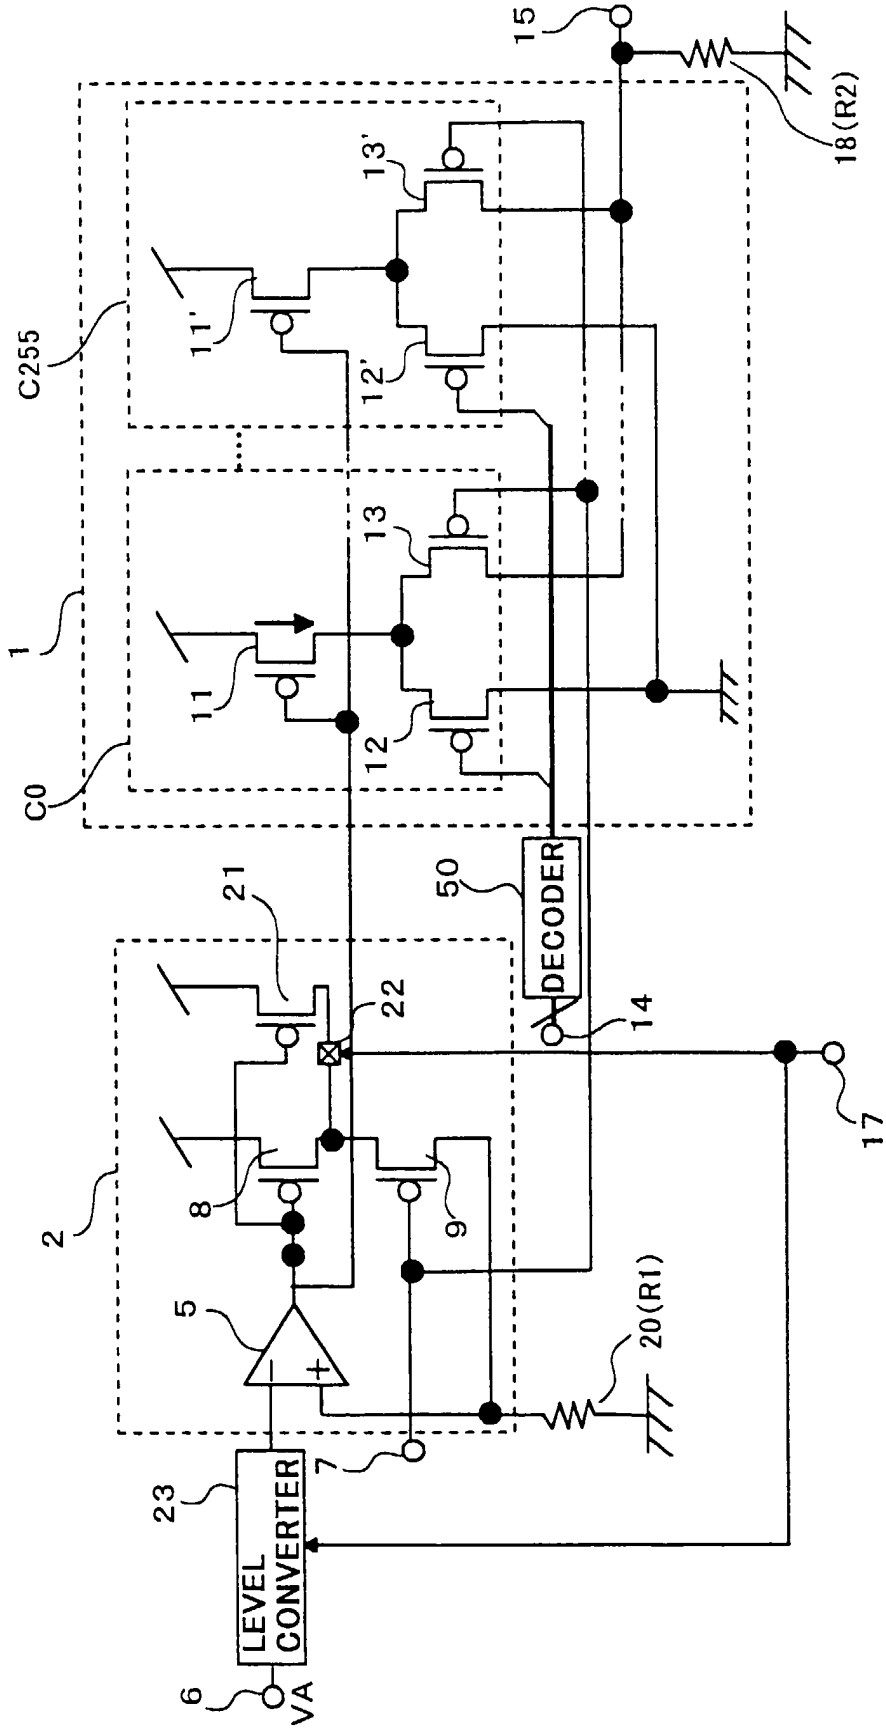 1
C0
C255
11
11'
12
13
12'
13'
15
18(R2)
2
21
8
22
5
9
50
DECODER
14
23
LEVEL
CONVERTER
6
VA
7
20(R1)
17
−
+